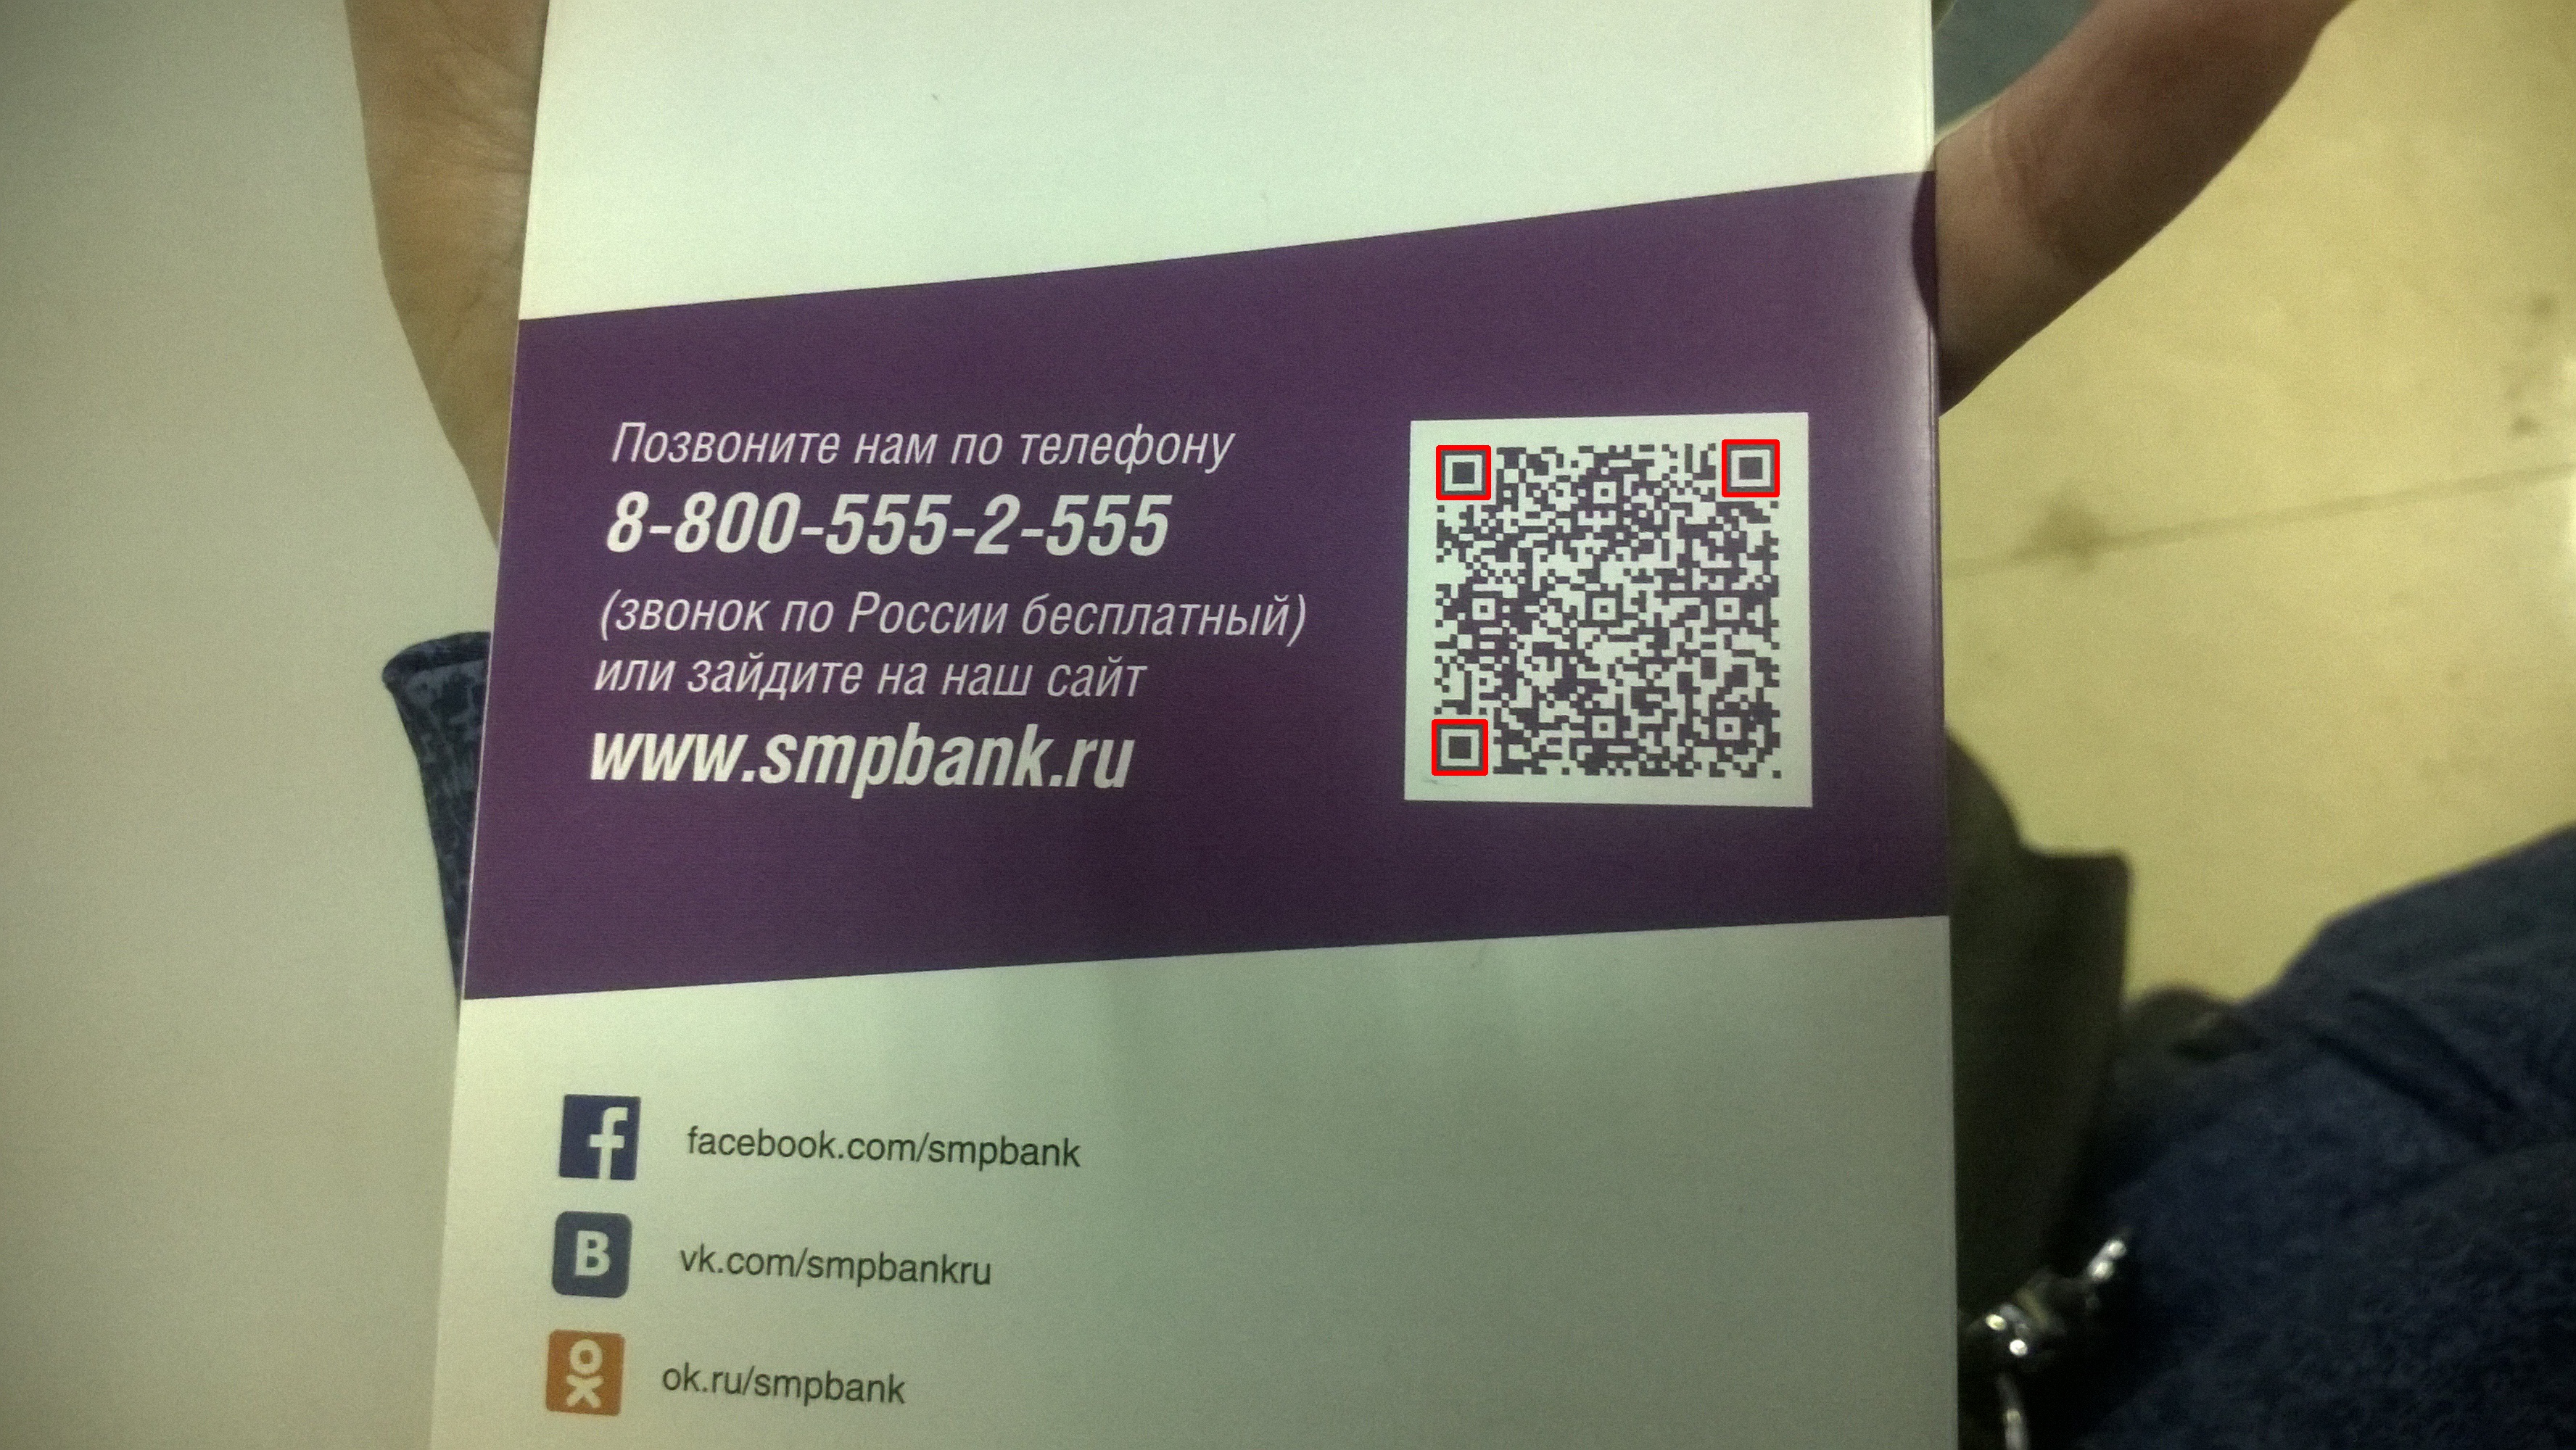 Позвоните нам по телефону
8-800-555-2-555
(звонок по России бесплатный)
или зайдите на наш сайт
www.smpbank.ru
facebook.com/smpbank
vk.com/smpbankru
ok.ru/smpbank